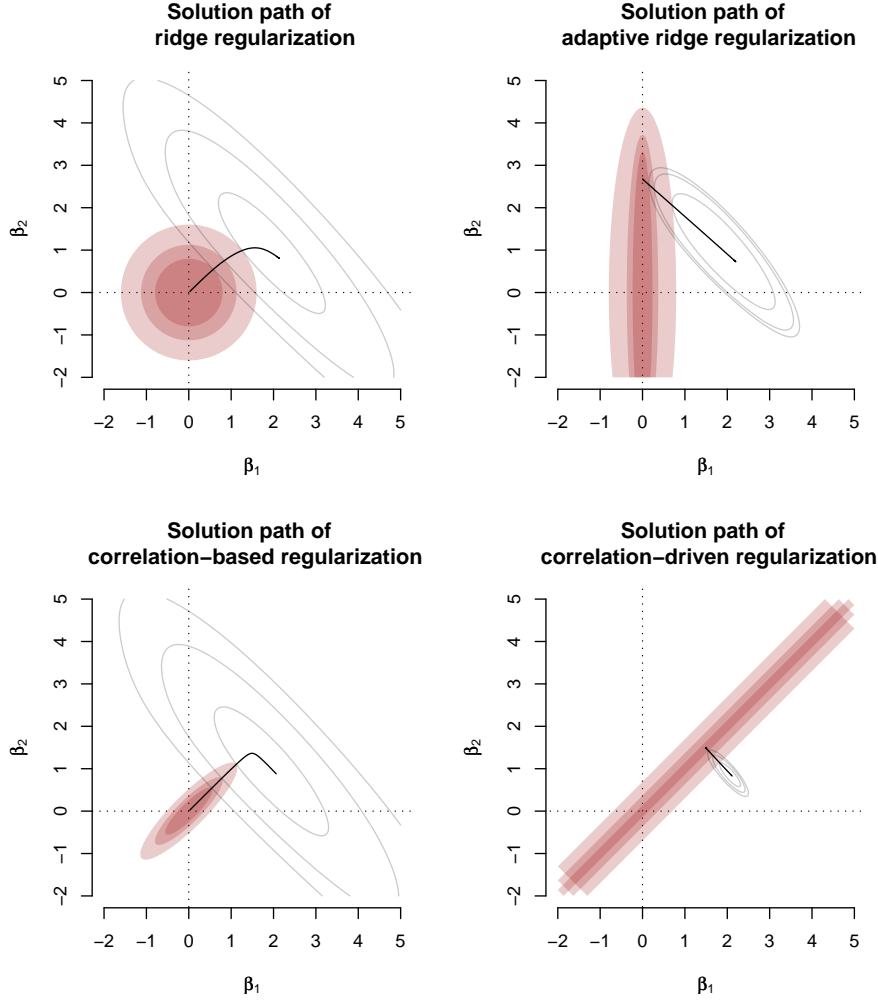 Solution path of
ridge regularization
−2 −1 0 1 2 3 4 5
β2
−2 −1 0 1 2 3 4 5
β1
Solution path of
adaptive ridge regularization
−2 −1 0 1 2 3 4 5
β2
−2 −1 0 1 2 3 4 5
β1
Solution path of
correlation−based regularization
−2 −1 0 1 2 3 4 5
β2
−2 −1 0 1 2 3 4 5
β1
Solution path of
correlation−driven regularization
−2 −1 0 1 2 3 4 5
β2
−2 −1 0 1 2 3 4 5
β1